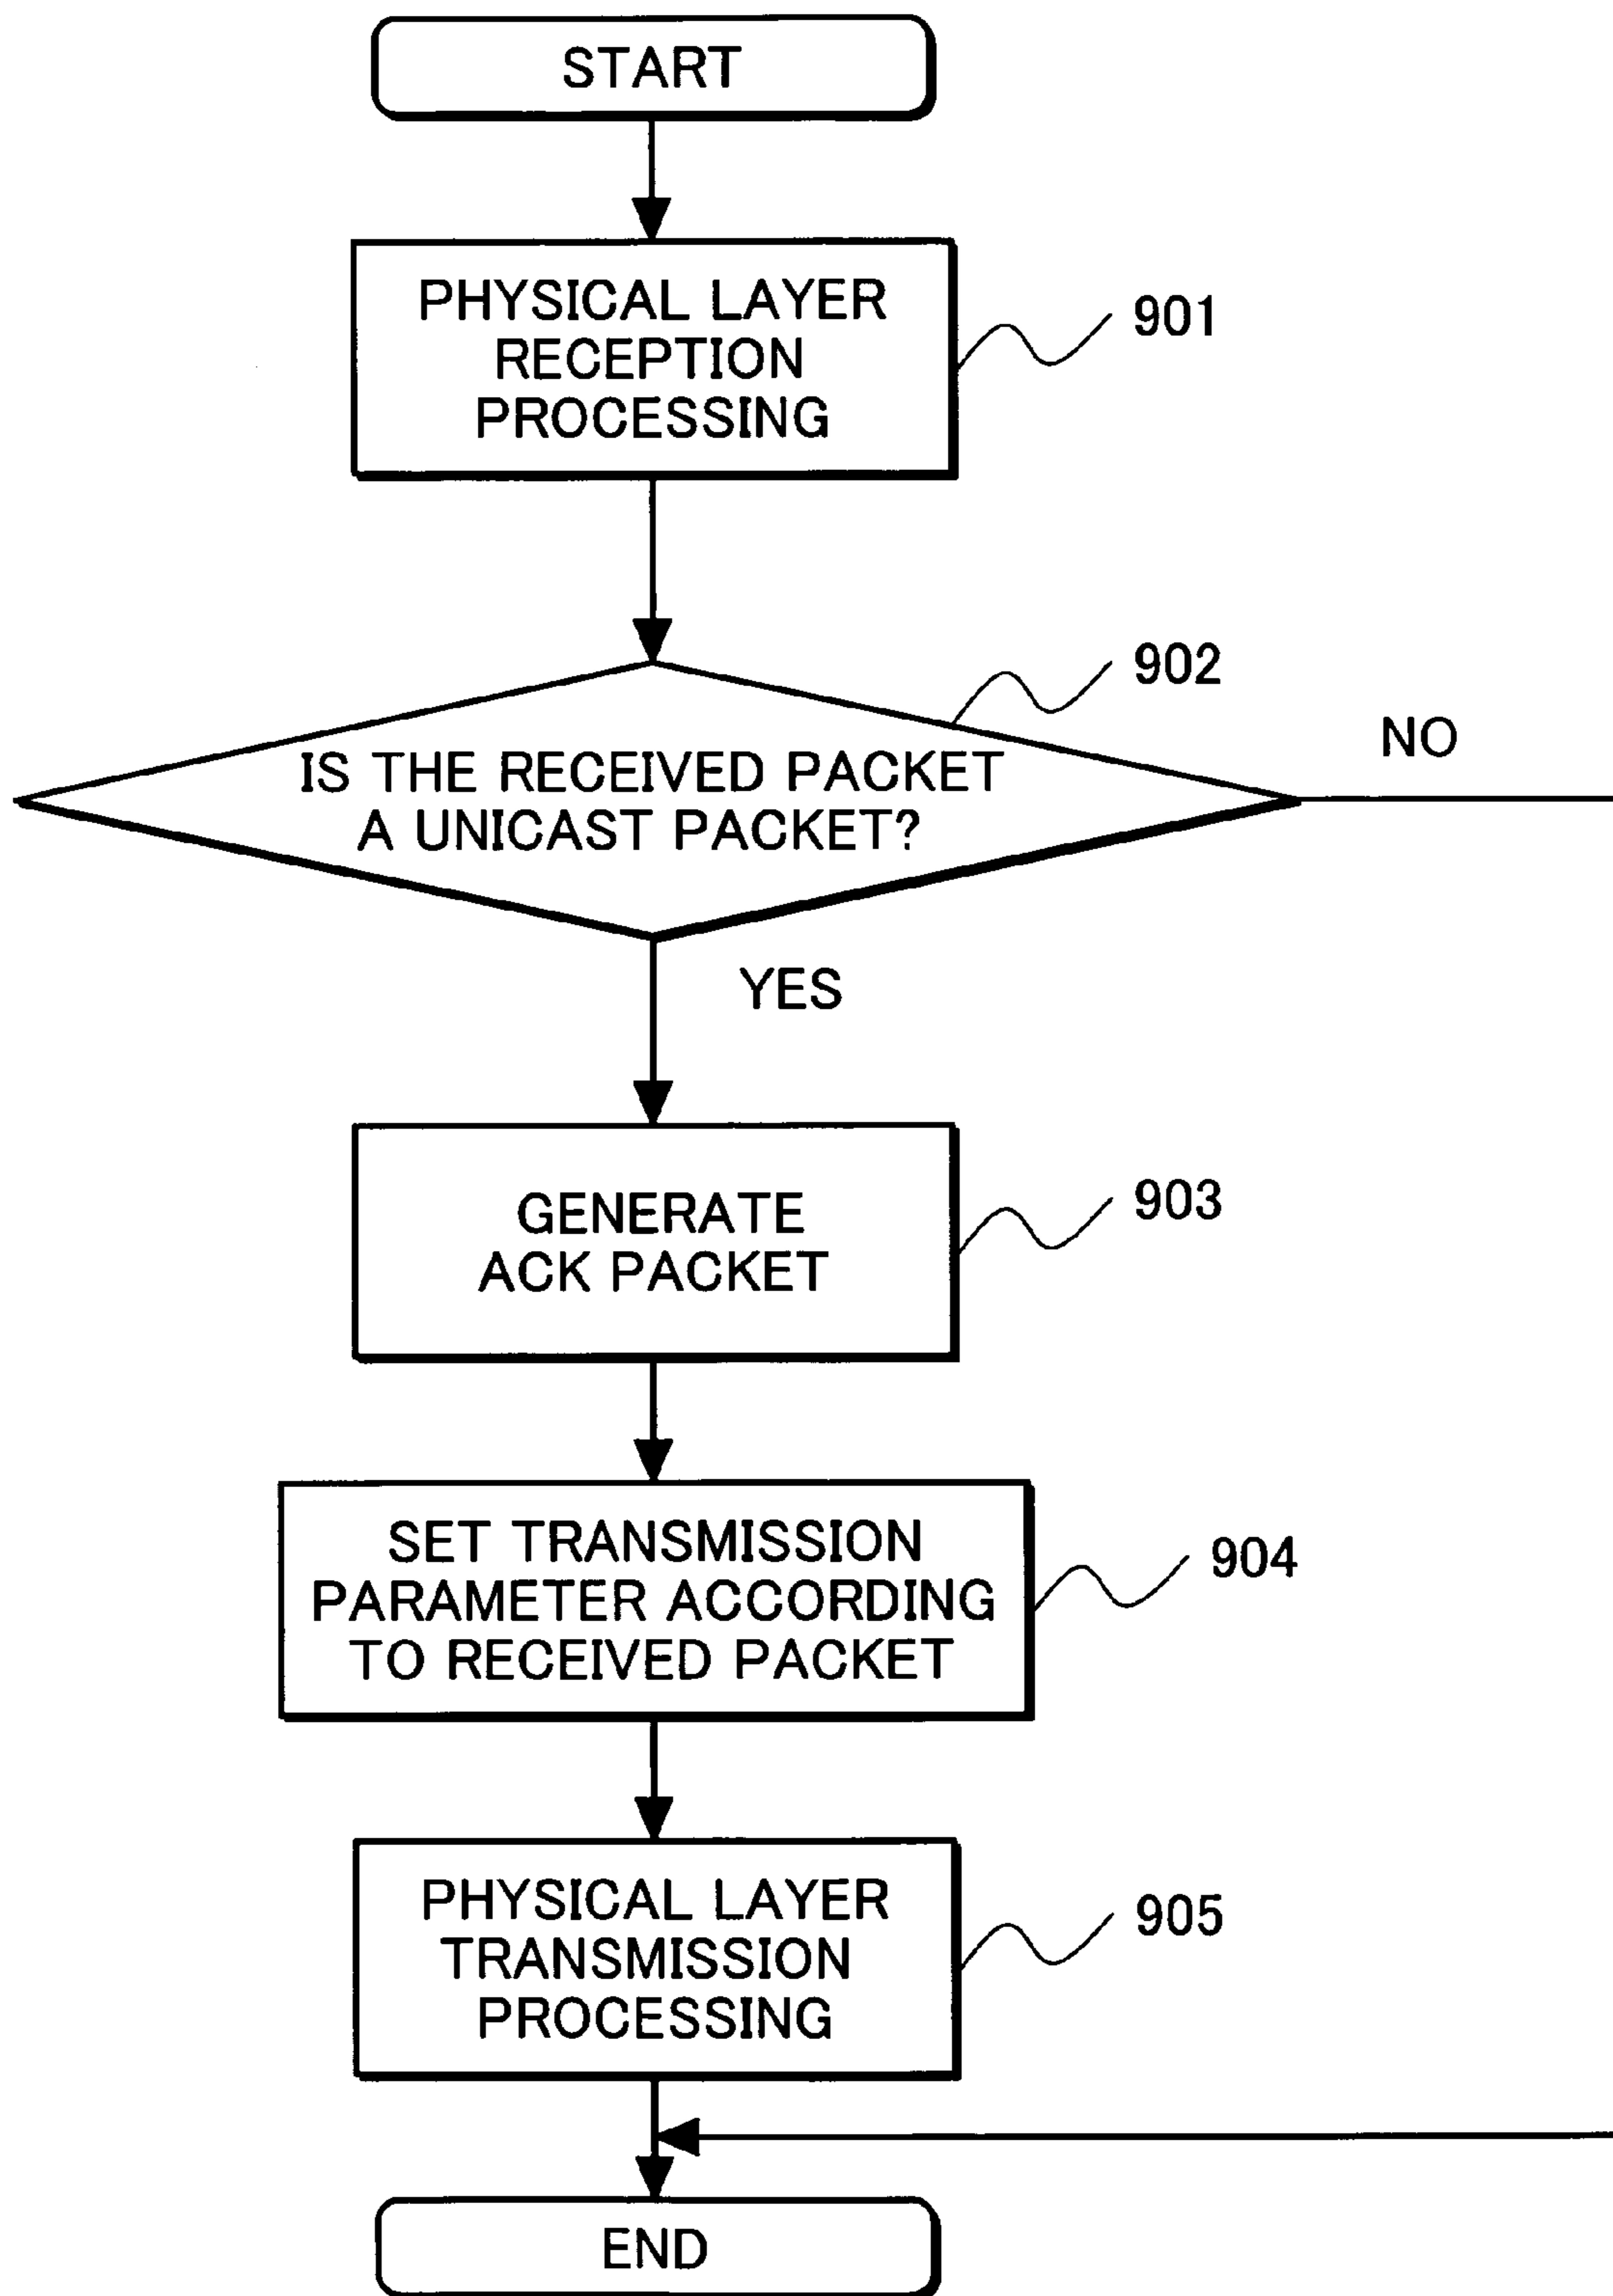 START
PHYSICAL LAYER
RECEPTION
PROCESSING
901
902
IS THE RECEIVED PACKET
A UNICAST PACKET?
NO
YES
GENERATE
ACK PACKET
903
SET TRANSMISSION
PARAMETER ACCORDING
TO RECEIVED PACKET
904
PHYSICAL LAYER
TRANSMISSION
PROCESSING
905
END